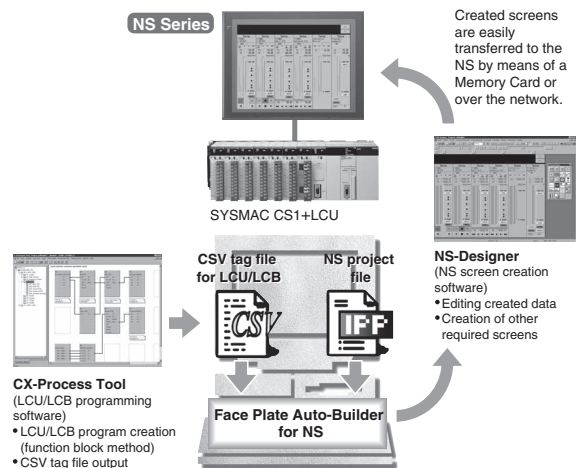 NS Series
Created screens
are easily
transferred to the
NS by means of a
Memory Card or
over the network.
SYSMAC CS1+LCU
CSV tag file
for LCU/LCB
NS project
file
CSV
IFF
Face Plate Auto-Builder
for NS
CX-Process Tool
(LCU/LCB programming
software)
•LCU/LCB program creation
(function block method)
•CSV tag file output
NS-Designer
(NS screen creation
software)
•Editing created data
•Creation of other
required screens